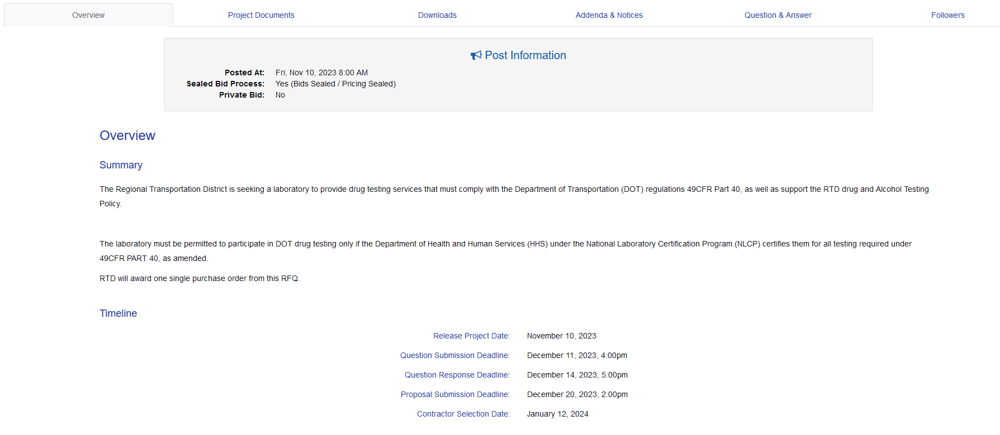 Overview Project Documents Downloads Addenda & Notices Question & Answer Followers
Post Information
Posted At: Fri, Nov 10, 2023 8:00 AM
Sealed Bid Process: Yes (Bids Sealed / Pricing Sealed)
Private Bid: No
Overview
Summary
The Regional Transportation District is seeking a laboratory to provide drug testing services that must comply with the Department of Transportation (DOT) regulations 49CFR Part 40, as well as support the RTD drug and Alcohol Testing
Policy.
The laboratory must be permitted to participate in DOT drug testing only if the Department of Health and Human Services (HHS) under the National Laboratory Certification Program (NLCP) certifies them for all testing required under
49CFR PART 40, as amended.
RTD will award one single purchase order from this RFQ.
Timeline
Release Project Date: November 10, 2023
Question Submission Deadline: December 11, 2023, 4:00pm
Question Response Deadline: December 14, 2023, 5:00pm
Proposal Submission Deadline: December 20, 2023, 2:00pm
Contractor Selection Date: January 12, 2024